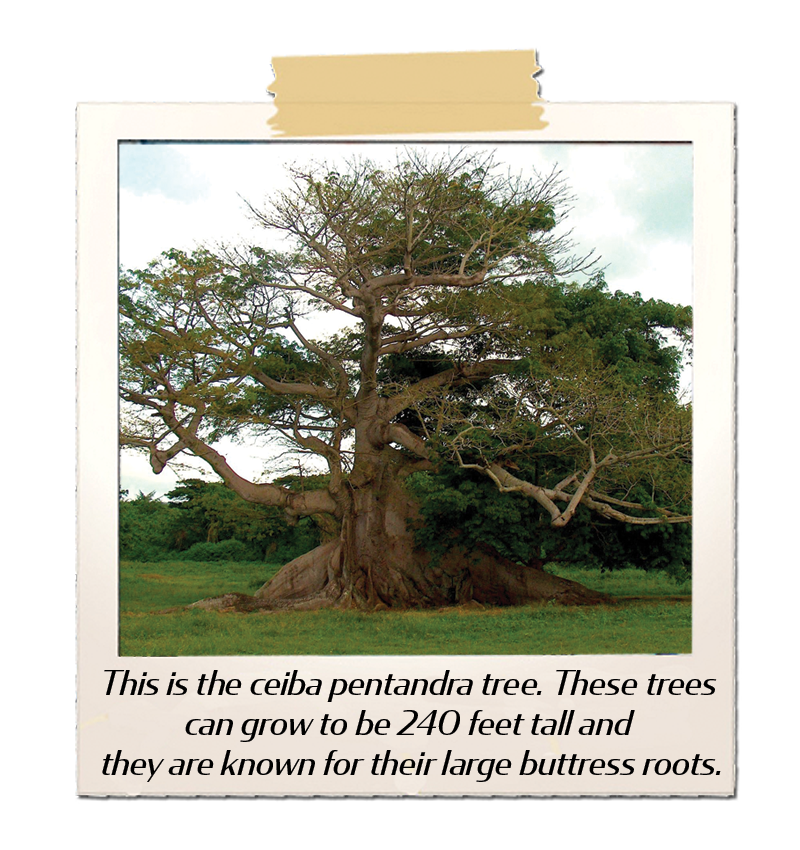 This is the ceiba pentandra tree. These trees
can grow to be 240 feet tall and
they are known for their large buttress roots.